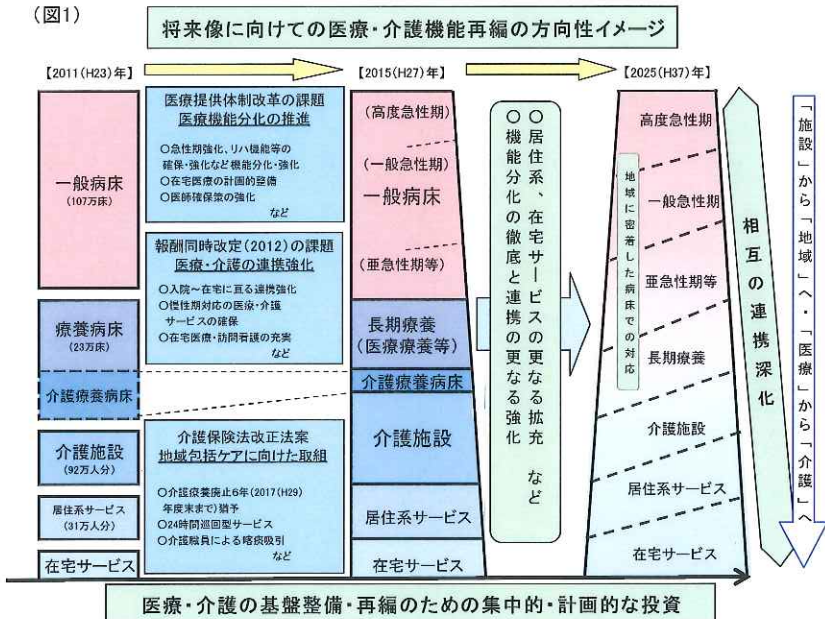 (図1)
将来像に向けての医療・介護機能再編の方向性イメージ
【2011(H23)年】
【2015(H27)年】
【2025(H37)年】
一般病床
(107万床)
療養病床
(23万床)
介護療養病床
介護施設
(92万人分)
居住系サービス
(31万人分)
在宅サービス
医療提供体制改革の課題
医療機能分化の推進
○急性期強化、リハ機能等の
確保・強化など機能分化・強化
○在宅医療の計画的整備
○医師確保策の強化
など
報酬同時改定(2012)の課題
医療・介護の連携強化
○入院~在宅に亘る連携強化
○慢性期対応の医療・介護
サービスの確保
○在宅医療・訪問看護の充実
など
介護保険法改正法案
地域包括ケアに向けた取組
○介護療養廃止6年(2017(H29)
年度末まで)猶予
○24時間巡回型サービス
○介護職員による喀痰吸引
など
(高度急性期)
(一般急性期)
一般病床
(亜急性期等)
長期療養
(医療療養等)
介護療養病床
介護施設
居住系サービス
在宅サービス
○居住系、在宅サービスの更なる拡充 など
○機能分化の徹底と連携の更なる強化
地域に密着した病床での対応
高度急性期
一般急性期
亜急性期等
長期療養
介護施設
居住系サービス
在宅サービス
相互の連携深化
「施設」から「地域」へ・「医療」から「介護」へ
医療・介護の基盤整備・再編のための集中的・計画的な投資